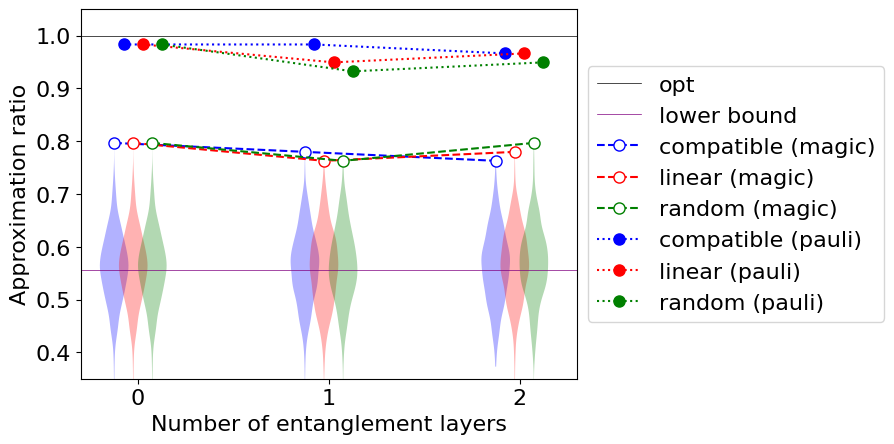 1.0
0.9
0.8
0.7
0.6
0.5
0.4
Approximation ratio
0 1 2
Number of entanglement layers
opt
lower bound
compatible (magic)
linear (magic)
random (magic)
compatible (pauli)
linear (pauli)
random (pauli)